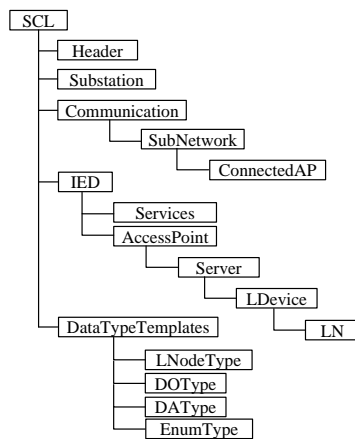 SCL
Header
Substation
Communication
SubNetwork
ConnectedAP
IED
Services
AccessPoint
Server
LDevice
LN
DataTypeTemplates
LNodeType
DOType
DAType
EnumType